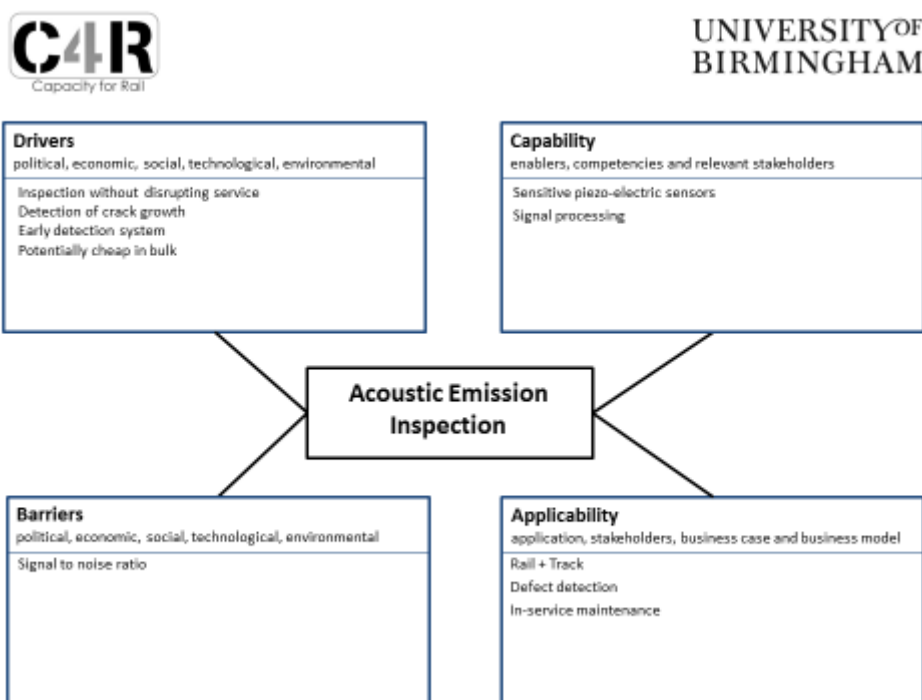 C4R
Capacity for Rail
UNIVERSITY OF
BIRMINGHAM
Drivers
political, economic, social, technological, environmental
Inspection without disrupting service
Detection of crack growth
Early detection system
Potentially cheap in bulk
Capability
enablers, competencies and relevant stakeholders
Sensitive piezo-electric sensors
Signal processing
Acoustic Emission
Inspection
Barriers
political, economic, social, technological, environmental
Signal to noise ratio
Applicability
application, stakeholders, business case and business model
Rail + Track
Defect detection
In-service maintenance